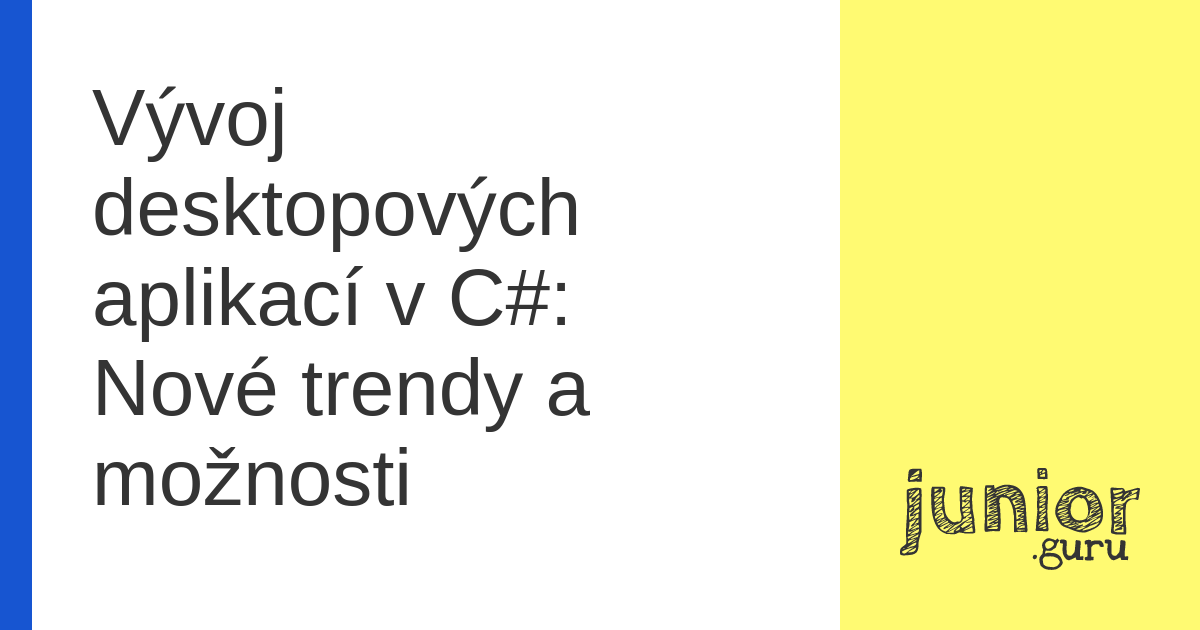 Vývoj
desktopových
aplikací v C#:
Nové trendy a
možnosti
junior
.guru